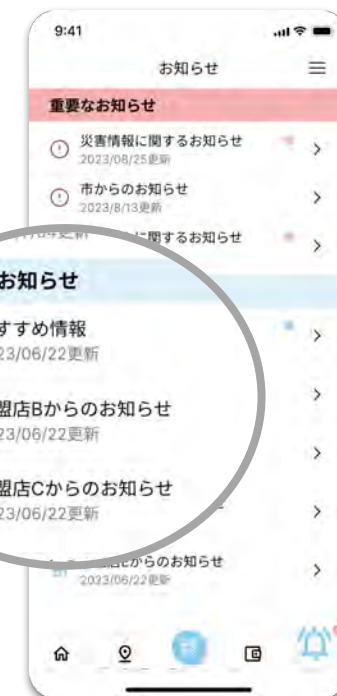 9:41
お知らせ
重要なお知らせ
災害情報に関するお知らせ
2023/08/25更新
市からのお知らせ
2023/8/13更新
に関するお知らせ
お知らせ
すすめ情報
23/06/22更新
盟店Bからのお知らせ
23/06/22更新
盟店Cからのお知らせ
23/06/22更新
からのお知らせ
2023/06/22更新